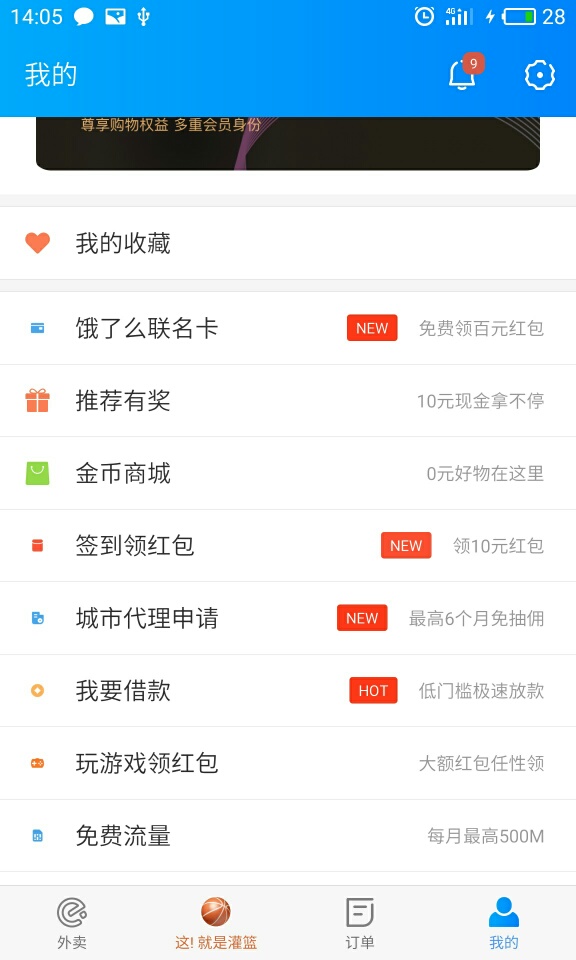 14:05
4G
28
我的
9
尊享购物权益 多重会员身份
我的收藏
饿了么联名卡 NEW 免费领百元红包
推荐有奖 10元现金拿不停
金币商城 0元好物在这里
签到领红包 NEW 领10元红包
城市代理申请 NEW 最高6个月免抽佣
我要借款 HOT 低门槛极速放款
玩游戏领红包 大额红包任性领
免费流量 每月最高500M
外卖 这! 就是灌篮 订单 我的